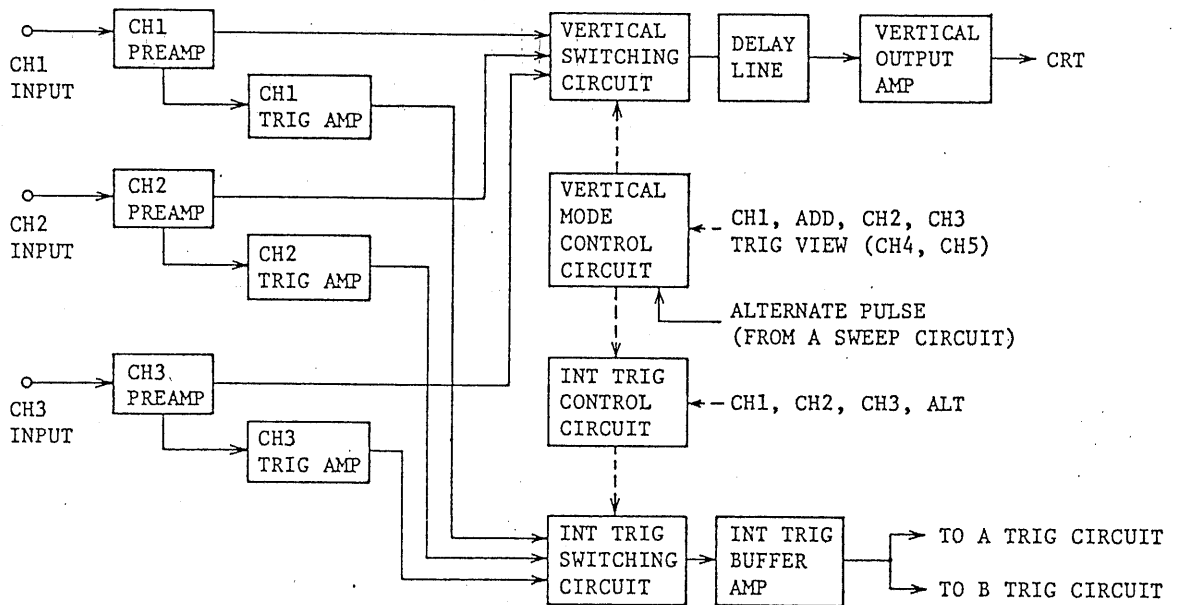 CH1
INPUT
CH1
PREAMP
CH1
TRIG AMP
VERTICAL
SWITCHING
CIRCUIT
DELAY
LINE
VERTICAL
OUTPUT
AMP
CRT
CH2
INPUT
CH2
PREAMP
CH2
TRIG AMP
VERTICAL
MODE
CONTROL
CIRCUIT
CH1, ADD, CH2, CH3
TRIG VIEW (CH4, CH5)
ALTERNATE PULSE
(FROM A SWEEP CIRCUIT)
CH3
INPUT
CH3
PREAMP
CH3
TRIG AMP
INT TRIG
CONTROL
CIRCUIT
CH1, CH2, CH3, ALT
INT TRIG
SWITCHING
CIRCUIT
INT TRIG
BUFFER
AMP
TO A TRIG CIRCUIT
TO B TRIG CIRCUIT